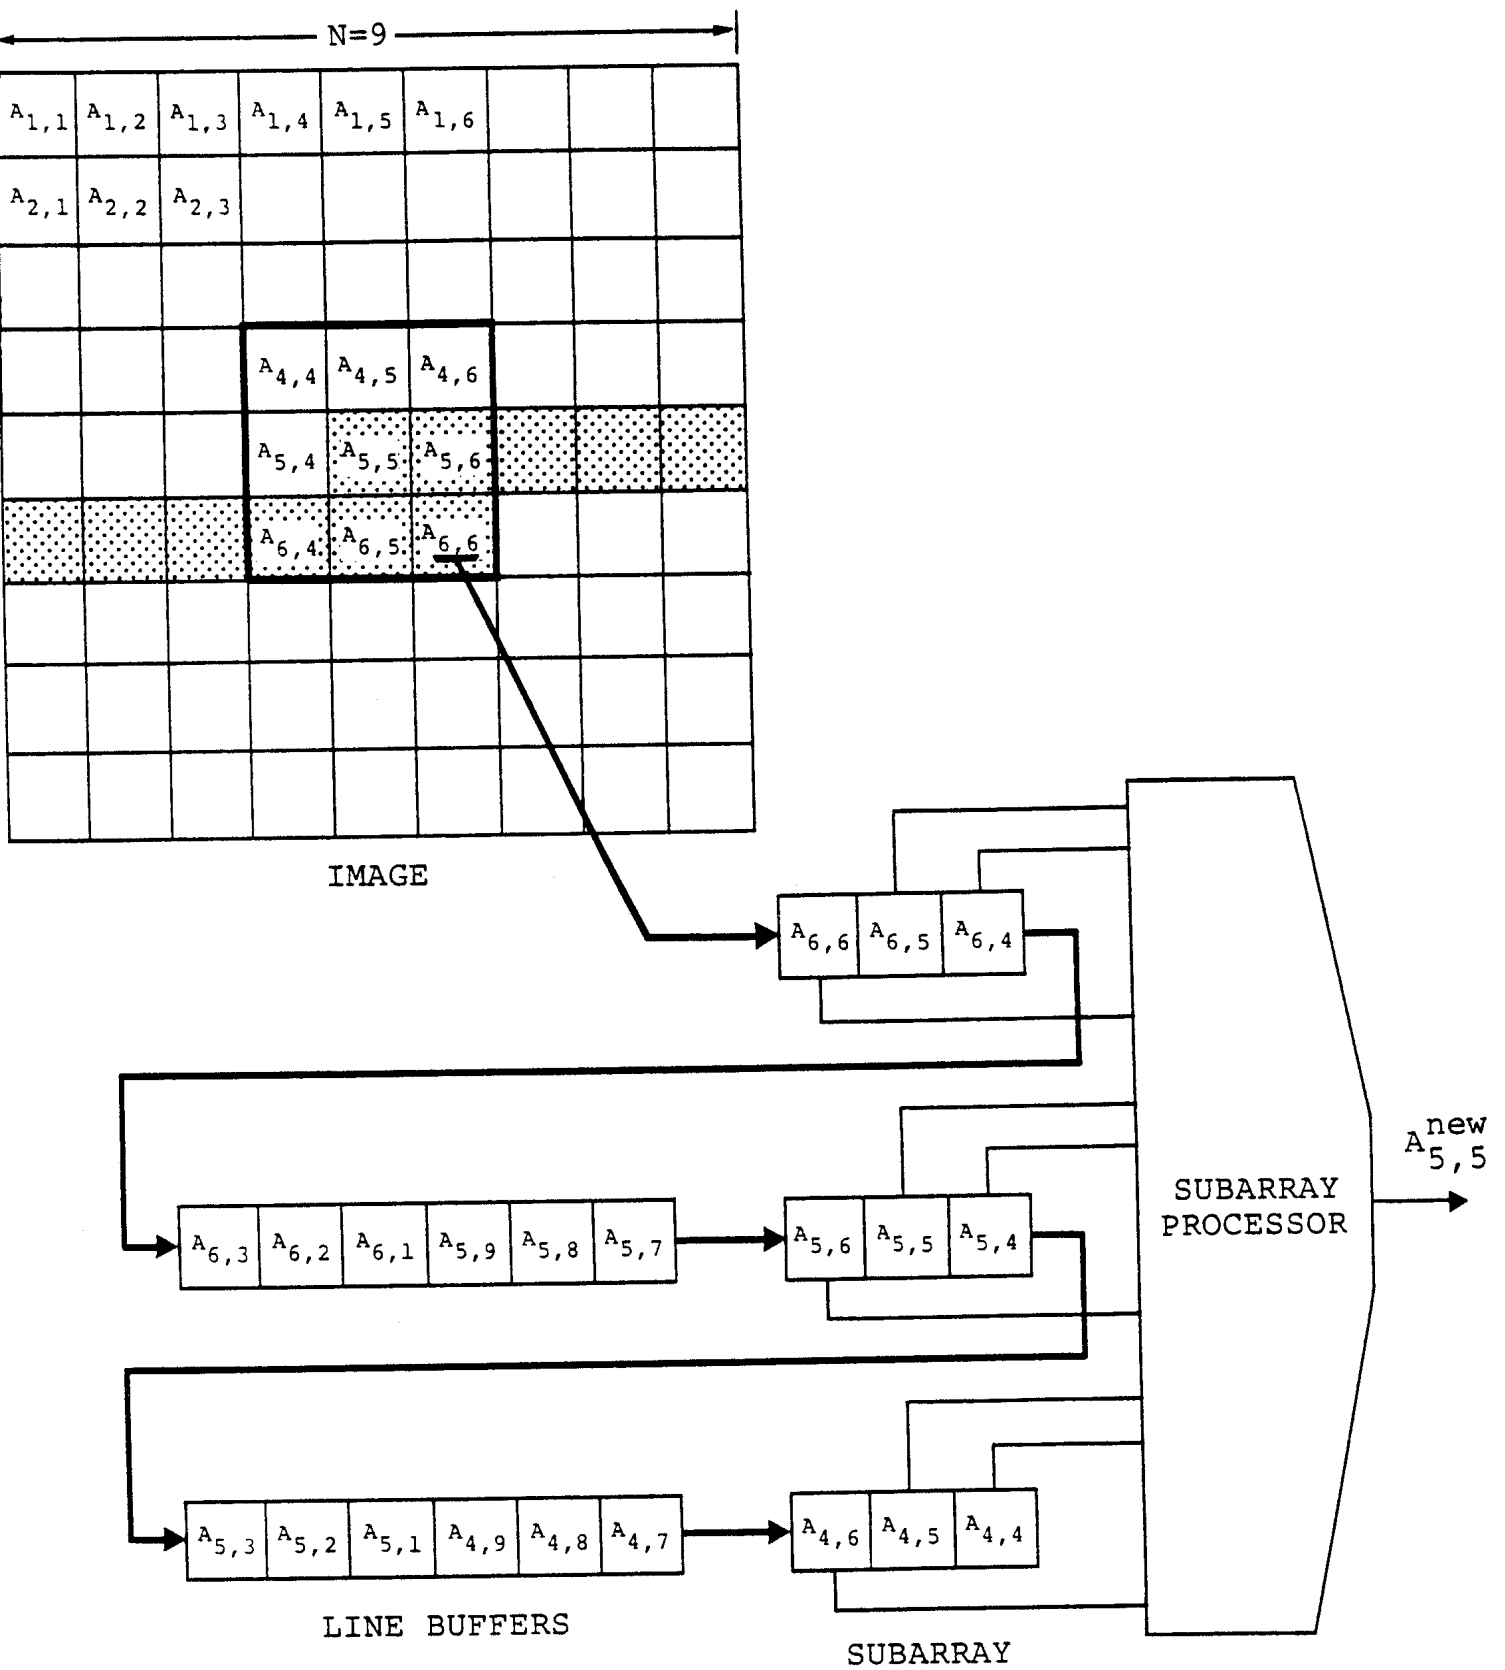 N=9
A1,1 A1,2 A1,3 A1,4 A1,5 A1,6
A2,1 A2,2 A2,3
A4,4 A4,5 A4,6
A5,4 A5,5 A5,6
A6,4 A6,5 A6,6
IMAGE
A6,6 A6,5 A6,4
A new 5,5
SUBARRAY
PROCESSOR
A6,3 A6,2 A6,1 A5,9 A5,8 A5,7
A5,6 A5,5 A5,4
A5,3 A5,2 A5,1 A4,9 A4,8 A4,7
A4,6 A4,5 A4,4
LINE BUFFERS
SUBARRAY